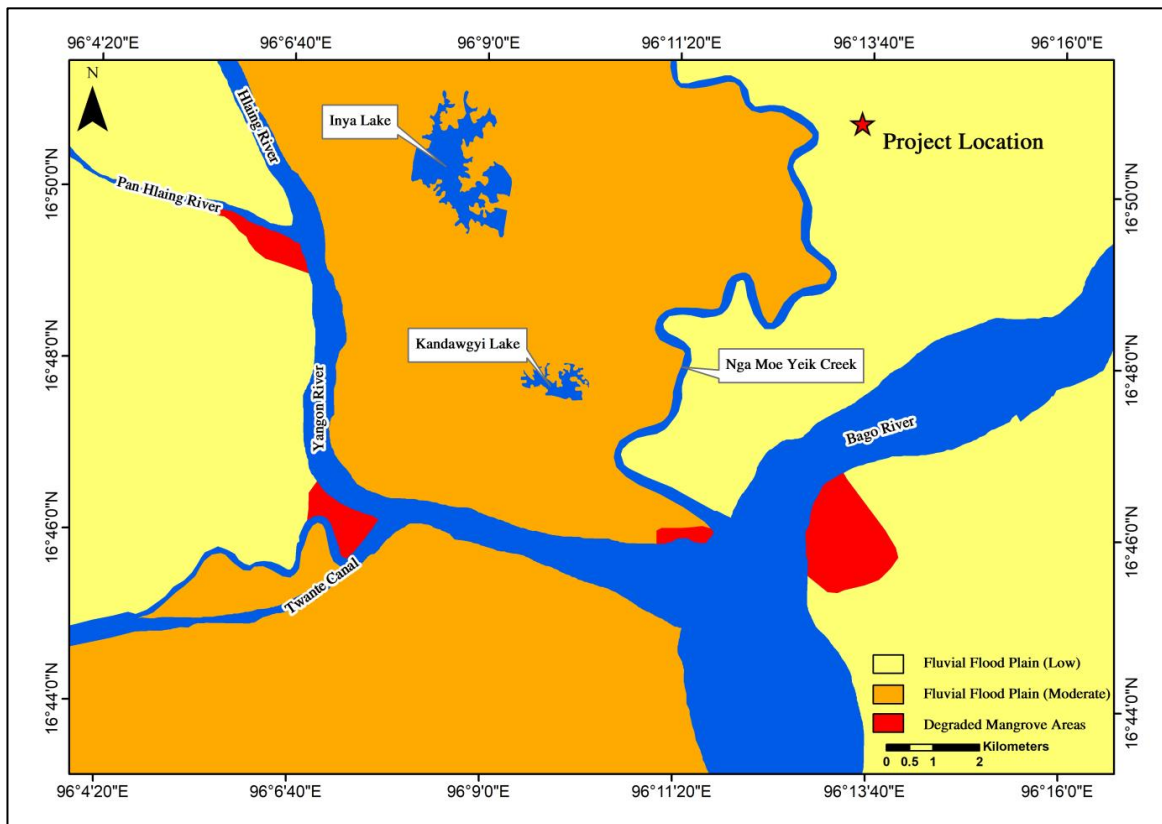 96°4'20"E 96°6'40"E 96°9'0"E 96°11'20"E 96°13'40"E 96°16'0"E
N
Hlaing River
Inya Lake
Project Location
16°50'0"N
16°50'0"N
Pan Hlaing River
Kandawgyi Lake
16°48'0"N
Nga Moe Yeik Creek
16°48'0"N
Yangon River
Bago River
16°46'0"N
16°46'0"N
Twante Canal
Fluvial Flood Plain (Low)
Fluvial Flood Plain (Moderate)
16°44'0"N
16°44'0"N
Degraded Mangrove Areas
Kilometers
0 0.5 1 2
96°4'20"E 96°6'40"E 96°9'0"E 96°11'20"E 96°13'40"E 96°16'0"E